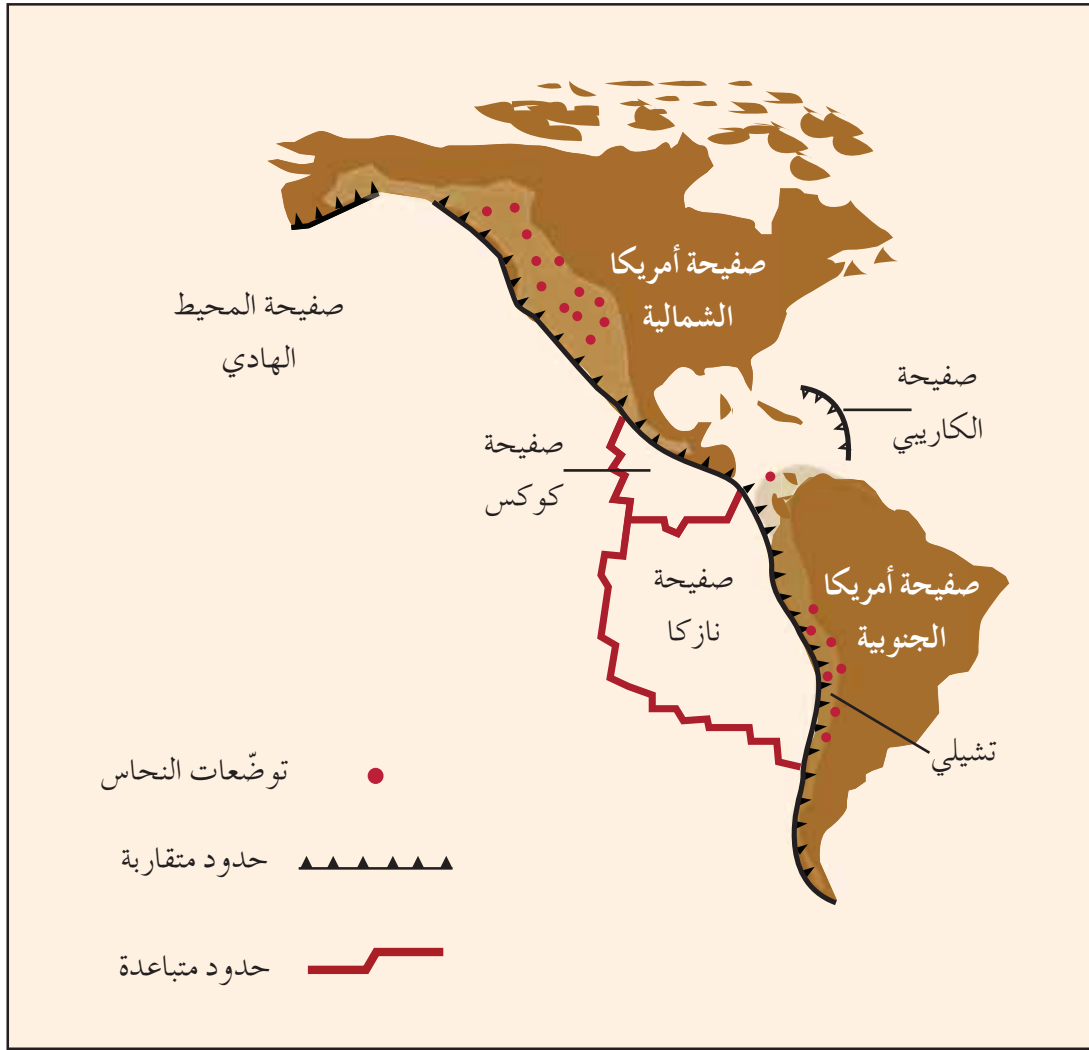 صفيحة أمريكا
الشمالية
صفيحة المحيط
الهادي
صفيحة
الكاريبي
صفيحة
كوكس
صفيحة
نازكا
صفيحة أمريكا
الجنوبية
تشيلي
توضّعات النحاس
حدود متقاربة
حدود متباعدة